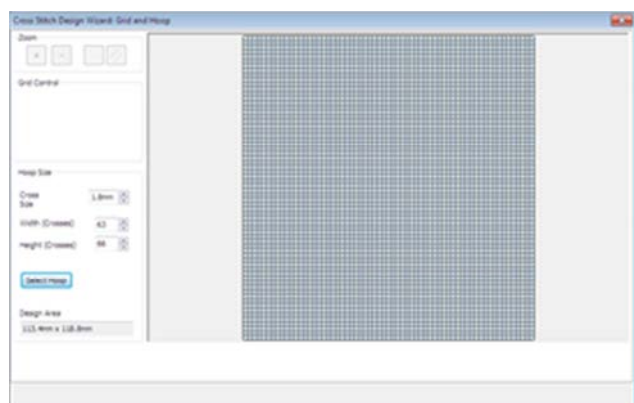 Cross Stitch Design Wizard: Grid and Hoop
Zoom
Grid Control
Hoop Size
Cross
Size
1.8mm
Width (Crosses)
63
Height (Crosses)
66
Select Hoop
Design Area
113.4mm x 118.8mm